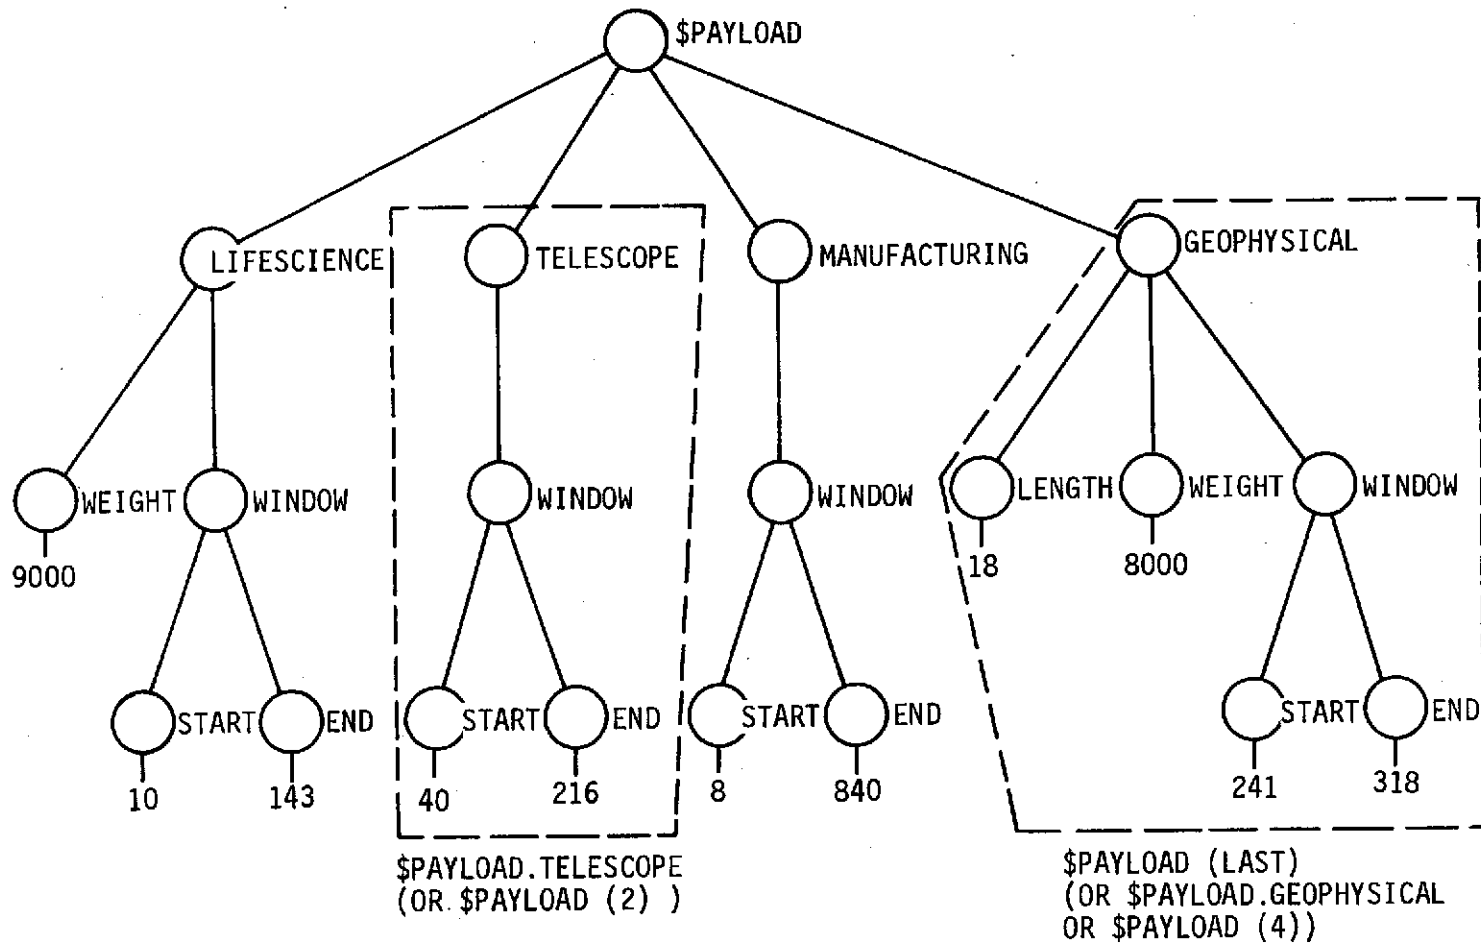 $PAYLOAD
LIFESCIENCE TELESCOPE MANUFACTURING GEOPHYSICAL
WEIGHT WINDOW WINDOW WINDOW LENGTH WEIGHT WINDOW
9000 18 8000
START END START END START END START END
10 143 40 216 8 840 241 318
$PAYLOAD.TELESCOPE
(OR $PAYLOAD (2) )
$PAYLOAD (LAST)
(OR $PAYLOAD.GEOPHYSICAL
OR $PAYLOAD (4))